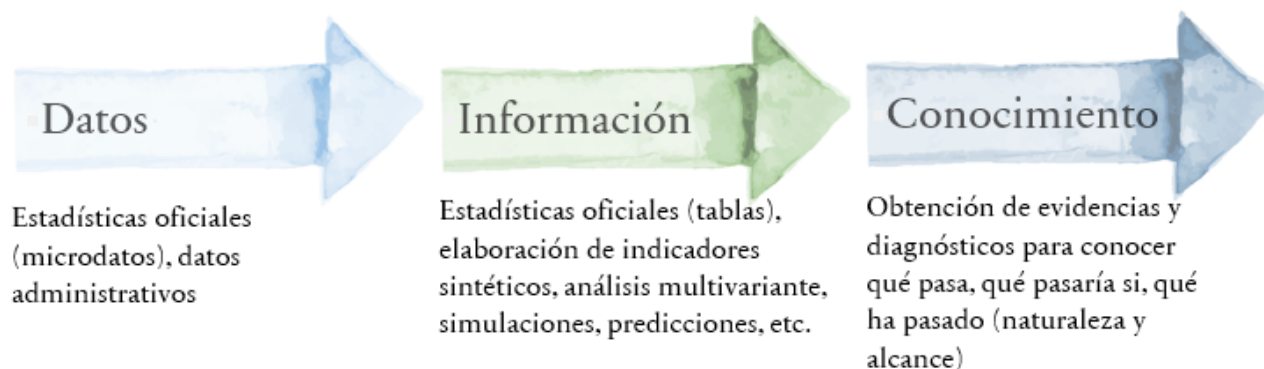 Datos
Estadísticas oficiales
(microdatos), datos
administrativos
Información
Estadísticas oficiales (tablas),
elaboración de indicadores
sintéticos, análisis multivariante,
simulaciones, predicciones, etc.
Conocimiento
Obtención de evidencias y
diagnósticos para conocer
qué pasa, qué pasaría si, qué
ha pasado (naturaleza y
alcance)